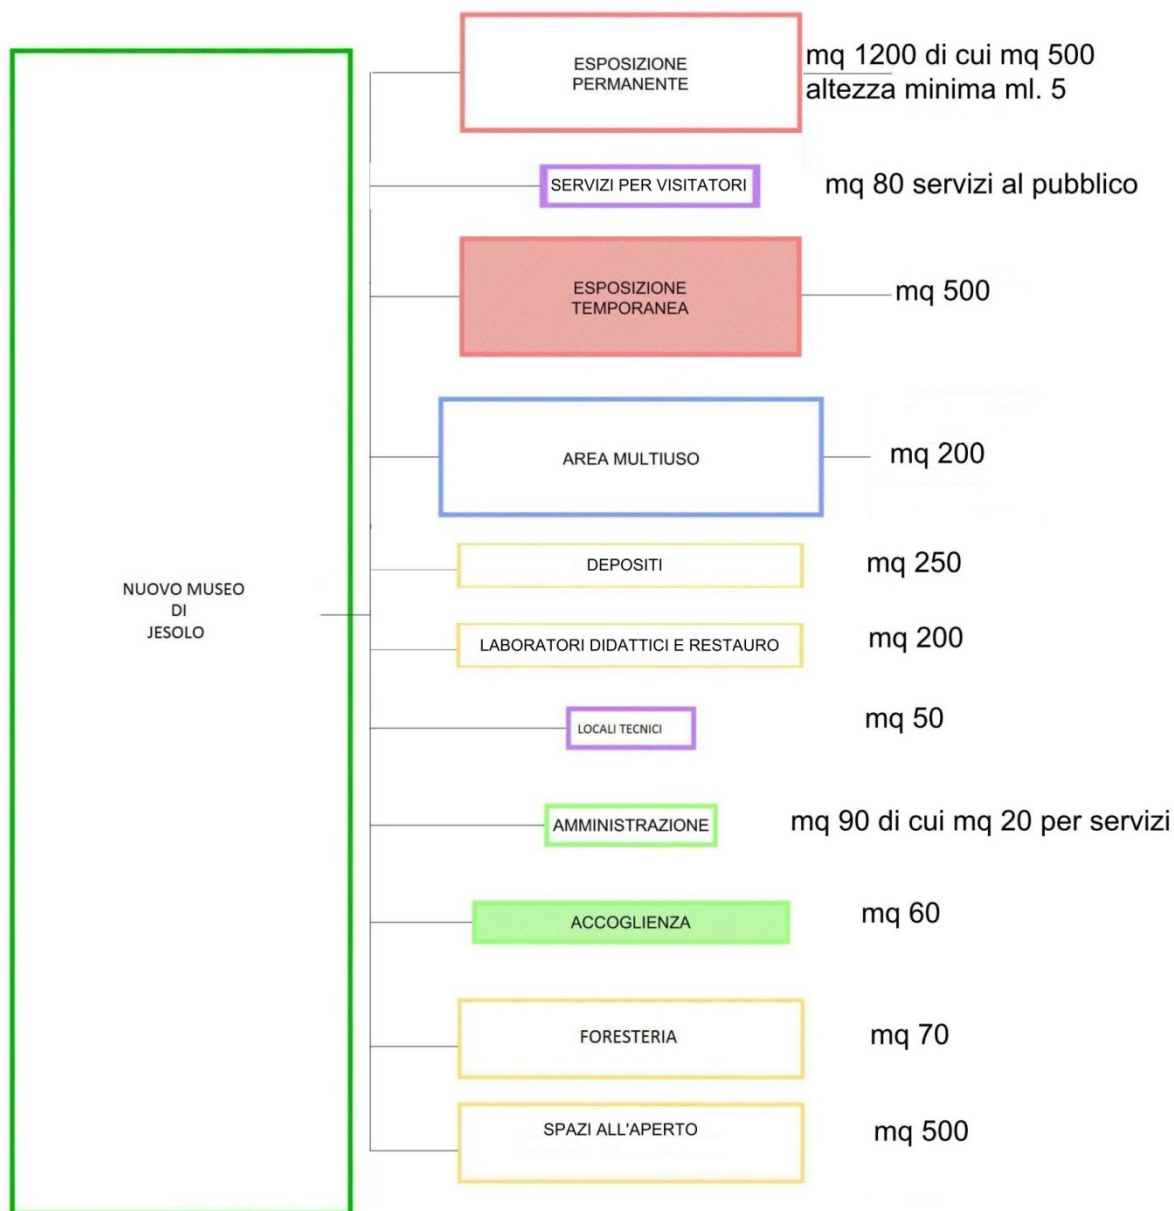 ESPOSIZIONE
PERMANENTE
mq 1200 di cui mq 500
altezza minima ml. 5
SERVIZI PER VISITATORI
mq 80 servizi al pubblico
ESPOSIZIONE
TEMPORANEA
mq 500
AREA MULTIUSO
mq 200
DEPOSITI
mq 250
NUOVO MUSEO
DI
JESOLO
LABORATORI DIDATTICI E RESTAURO
mq 200
LOCALI TECNICI
mq 50
AMMINISTRAZIONE
mq 90 di cui mq 20 per servizi
ACCOGLIENZA
mq 60
FORESTERIA
mq 70
SPAZI ALL'APERTO
mq 500